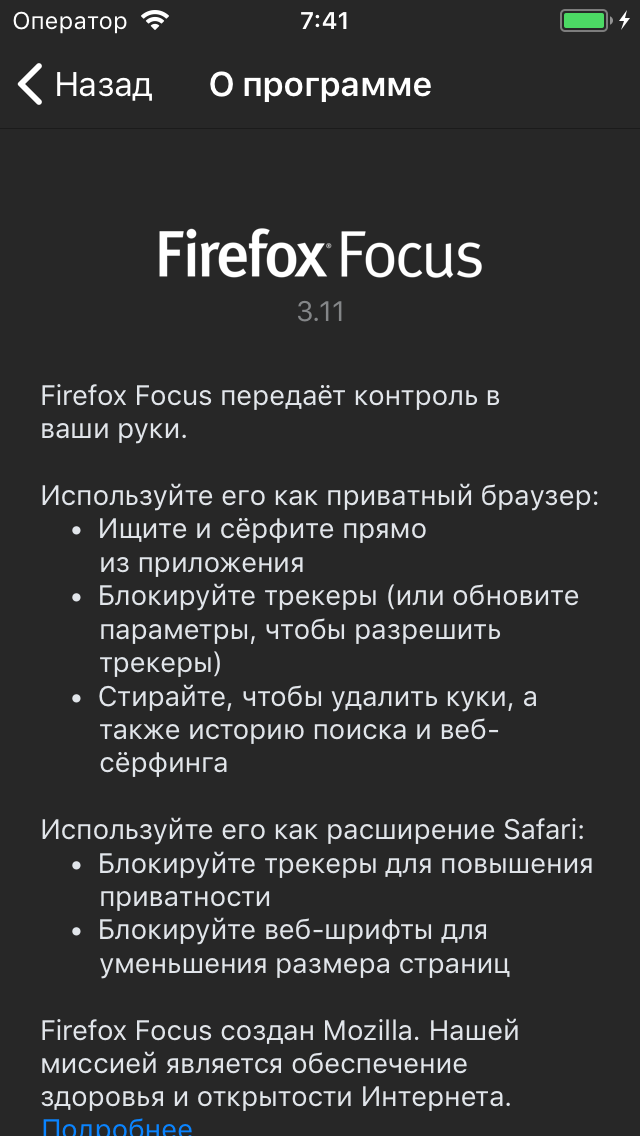 Оператор 7:41
Назад О программе
Firefox Focus
3.11
Firefox Focus передаёт контроль в
ваши руки.
Используйте его как приватный браузер:
• Ищите и сёрфите прямо
из приложения
• Блокируйте трекеры (или обновите
параметры, чтобы разрешить
трекеры)
• Стирайте, чтобы удалить куки, а
также историю поиска и веб-
сёрфинга
Используйте его как расширение Safari:
• Блокируйте трекеры для повышения
приватности
• Блокируйте веб-шрифты для
уменьшения размера страниц
Firefox Focus создан Mozilla. Нашей
миссией является обеспечение
здоровья и открытости Интернета.
Подробнее